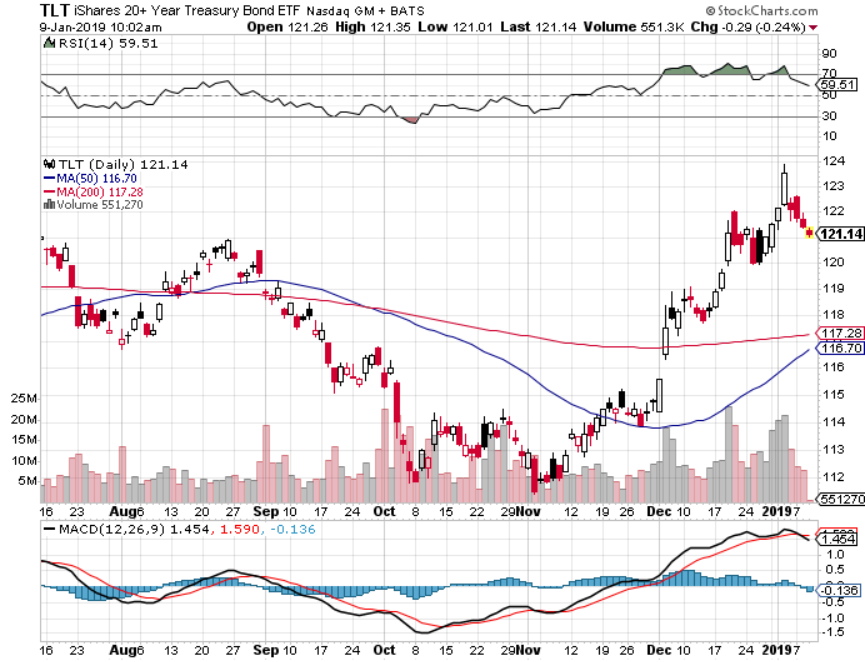 TLT iShares 20+ Year Treasury Bond ETF Nasdaq GM + BATS
© StockCharts.com
9-Jan-2019 10:02am
Open 121.26 High 121.35 Low 121.01 Last 121.14 Volume 551.3K Chg -0.29 (-0.24%)
RSI(14) 59.51
90
70
59.51
50
30
10
TLT (Daily) 121.14
MA(50) 116.70
MA(200) 117.28
Volume 551,270
124
123
122
121.14
120
119
118
117.28
116.70
116
115
114
113
112
25M
20M
15M
10M
5M
551270
16 23 Aug 6 13 20 27 Sep 10 17 24 Oct 8 15 22 29 Nov 5 12 19 26 Dec 10 17 24 2019 7
MACD(12,26,9) 1.454, 1.590, -0.136
1.454
1.0
0.5
-0.136
-0.5
-1.0
-1.5
16 23 Aug 6 13 20 27 Sep 10 17 24 Oct 8 15 22 29 Nov 5 12 19 26 Dec 10 17 24 2019 7